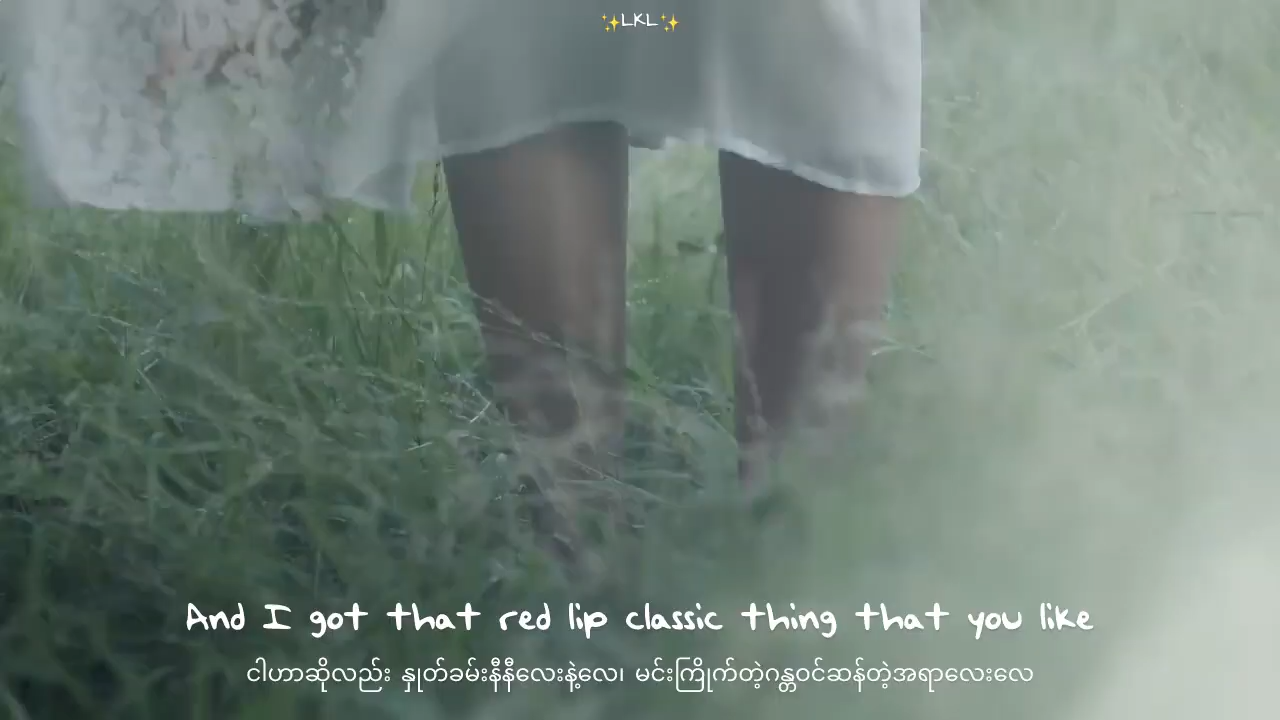 ✨LKL✨
And I got that red lip classic thing that you like
ငါဟာဆိုလည်း နှုတ်ခမ်းနီနီလေးနဲ့လေ၊ မင်းကြိုက်တဲ့ဂန္တဝင်ဆန်တဲ့အရာလေးလေ